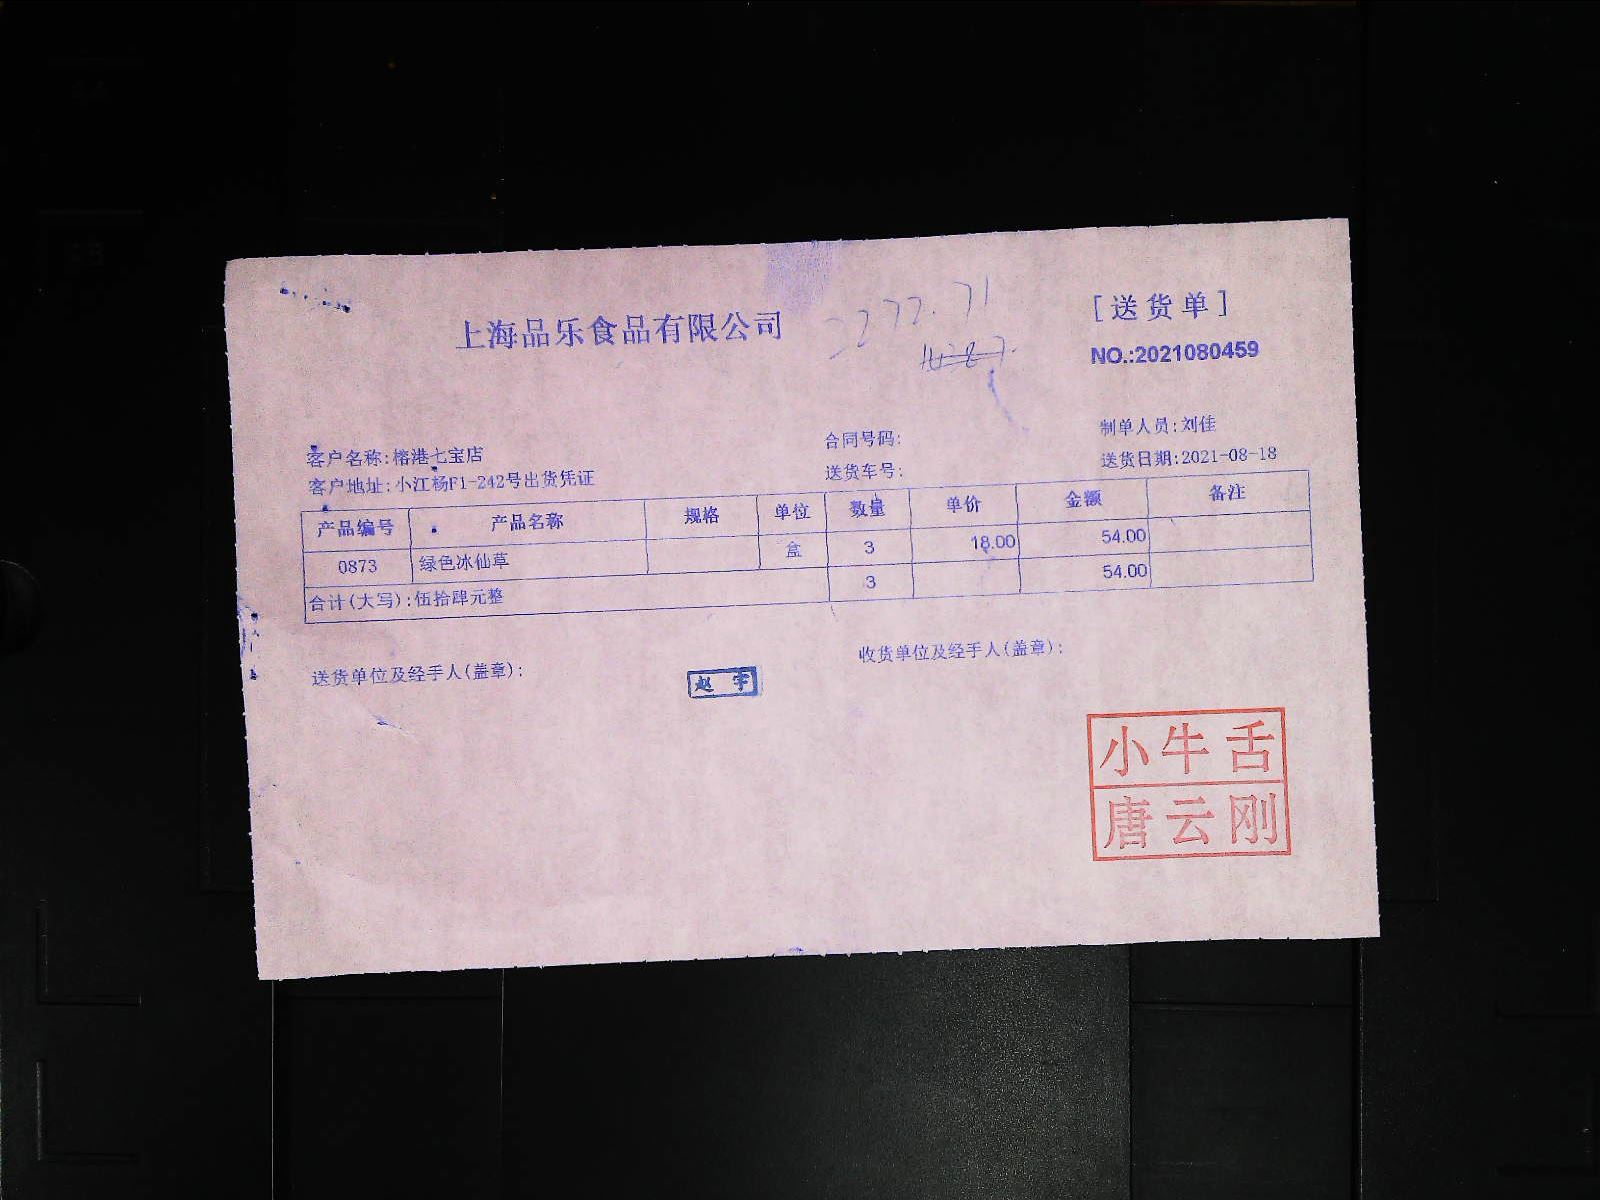 上海品乐食品有限公司
2272.71
[送货单]
NO.:2021080459
客户名称:榕港七宝店
合同号码:
制单人员:刘佳
客户地址:小江杨F1-242号出货凭证
送货车号:
送货日期:2021-08-18
产品编号 产品名称 规格 单位 数量 单价 金额 备注
0873 绿色冰仙草 盒 3 18.00 54.00
合计(大写):伍拾肆元整 3 54.00
送货单位及经手人(盖章):
赵宇
收货单位及经手人(盖章):
小牛舌
唐云刚